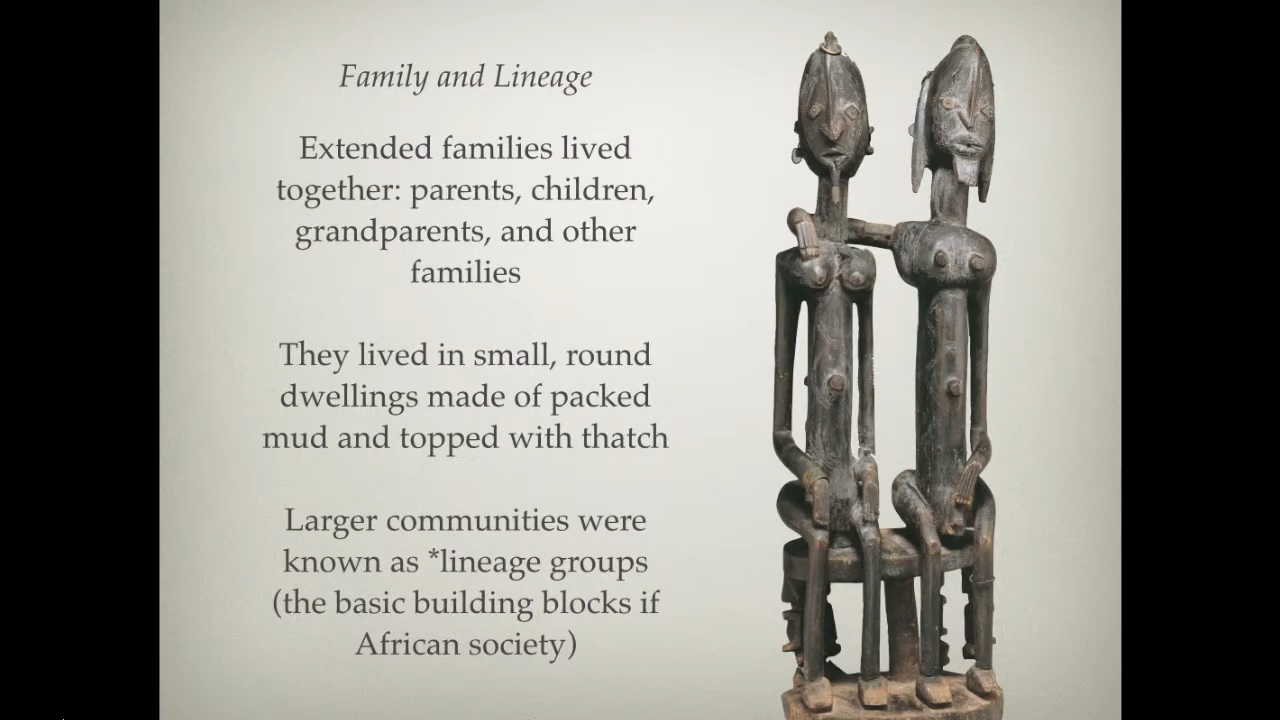 Family and Lineage
Extended families lived
together: parents, children,
grandparents, and other
families
They lived in small, round
dwellings made of packed
mud and topped with thatch
Larger communities were
known as *lineage groups
(the basic building blocks if
African society)